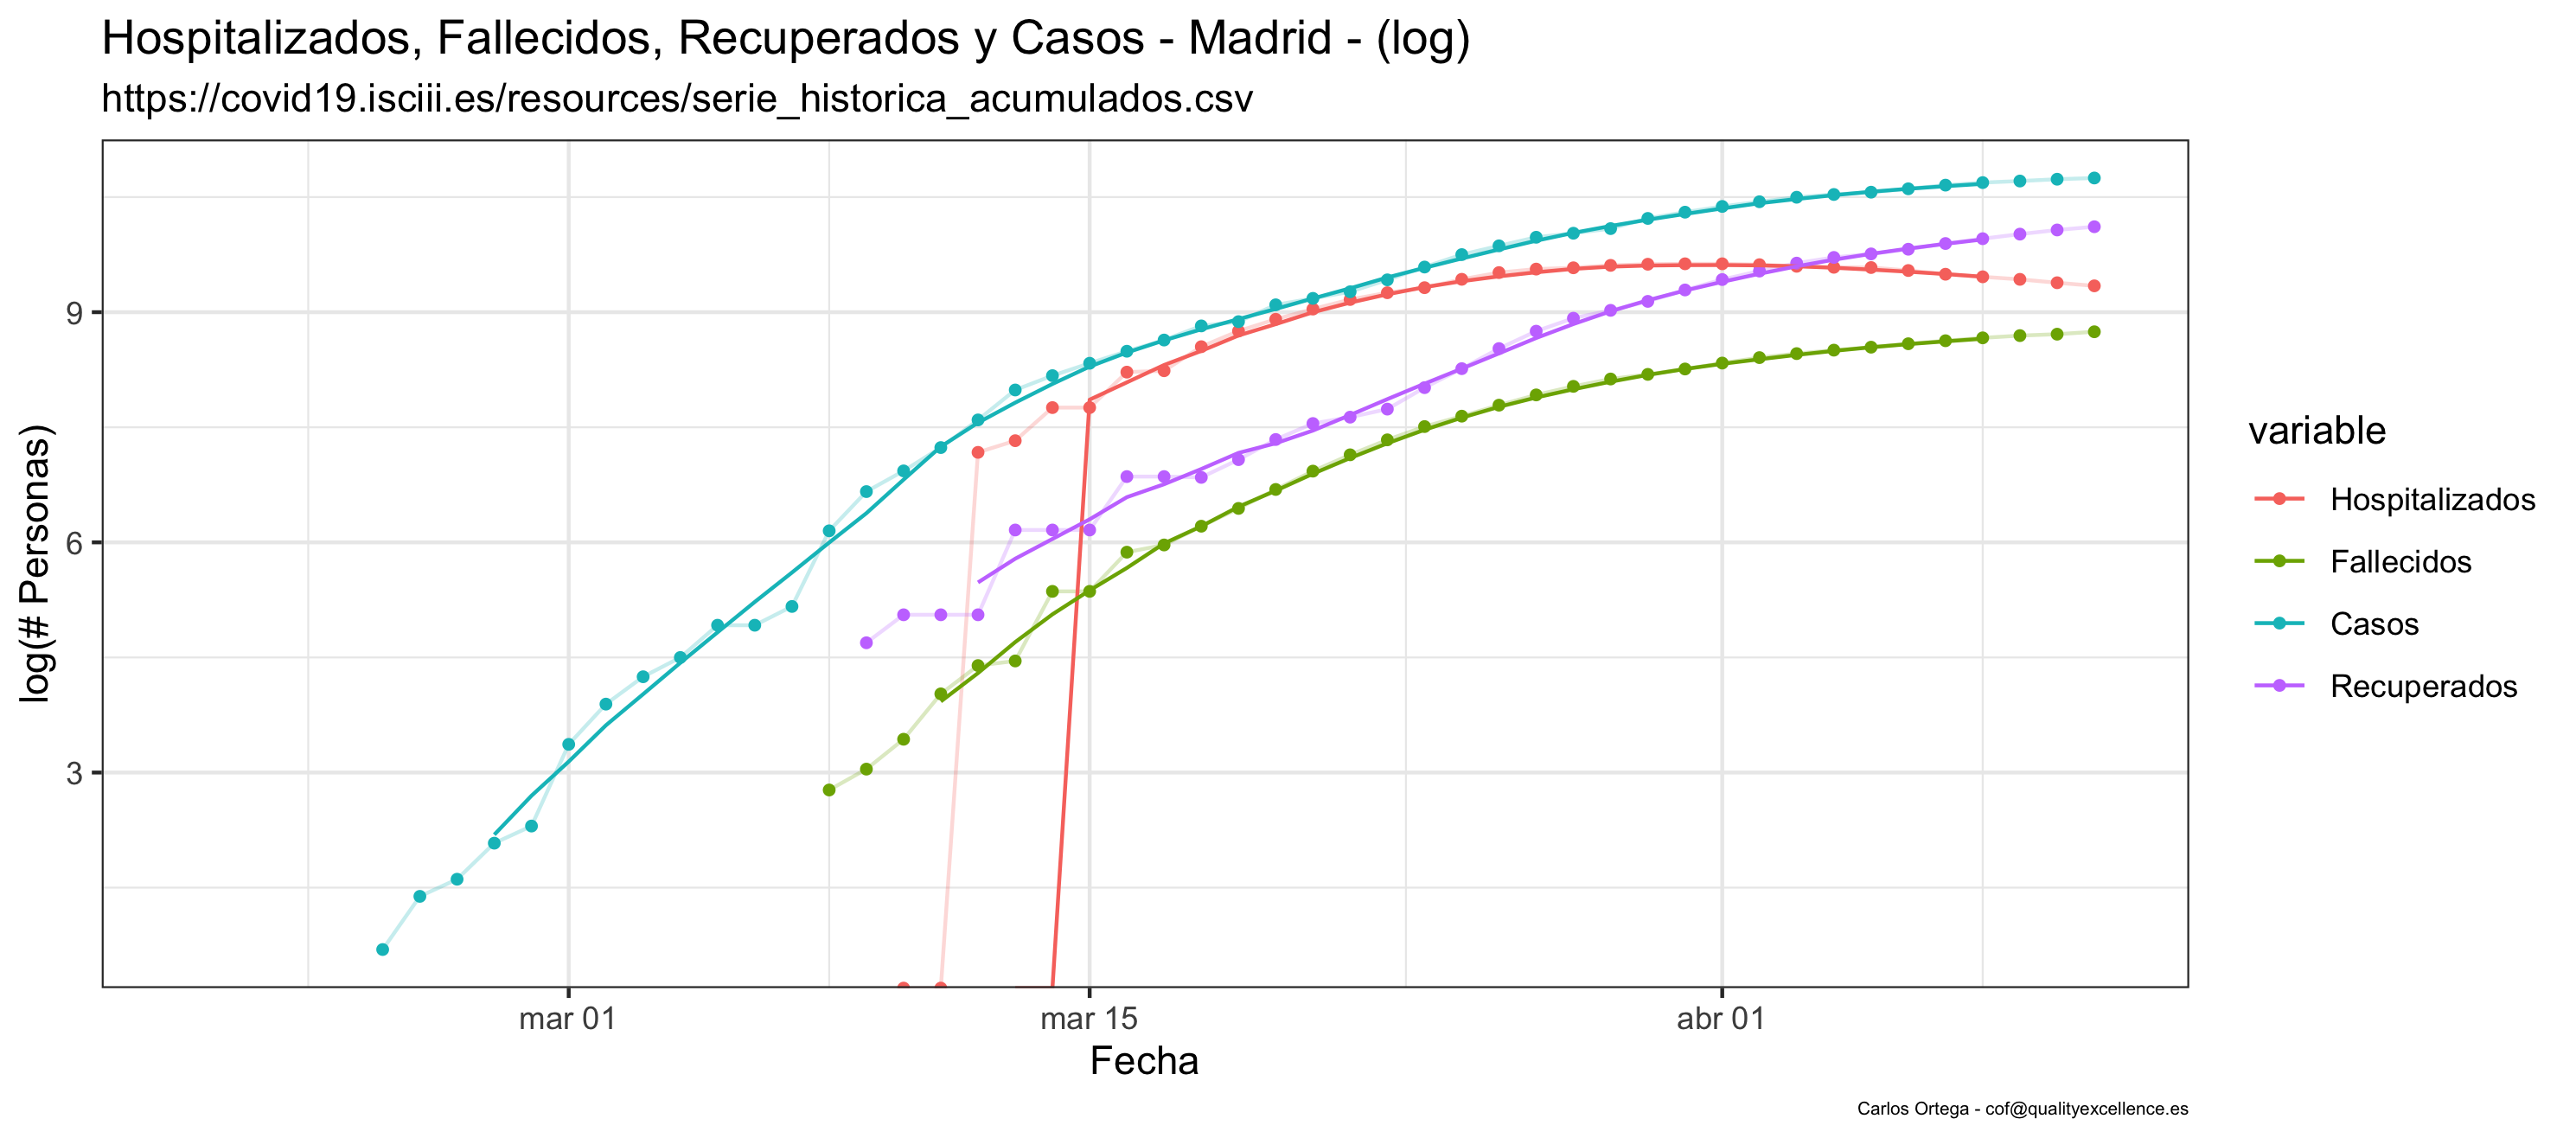 Hospitalizados, Fallecidos, Recuperados y Casos - Madrid - (log)
https://covid19.isciii.es/resources/serie_historica_acumulados.csv
log(# Personas)
9
6
3
mar 01
mar 15
abr 01
Fecha
variable
Hospitalizados
Fallecidos
Casos
Recuperados
Carlos Ortega - cof@qualityexcellence.es